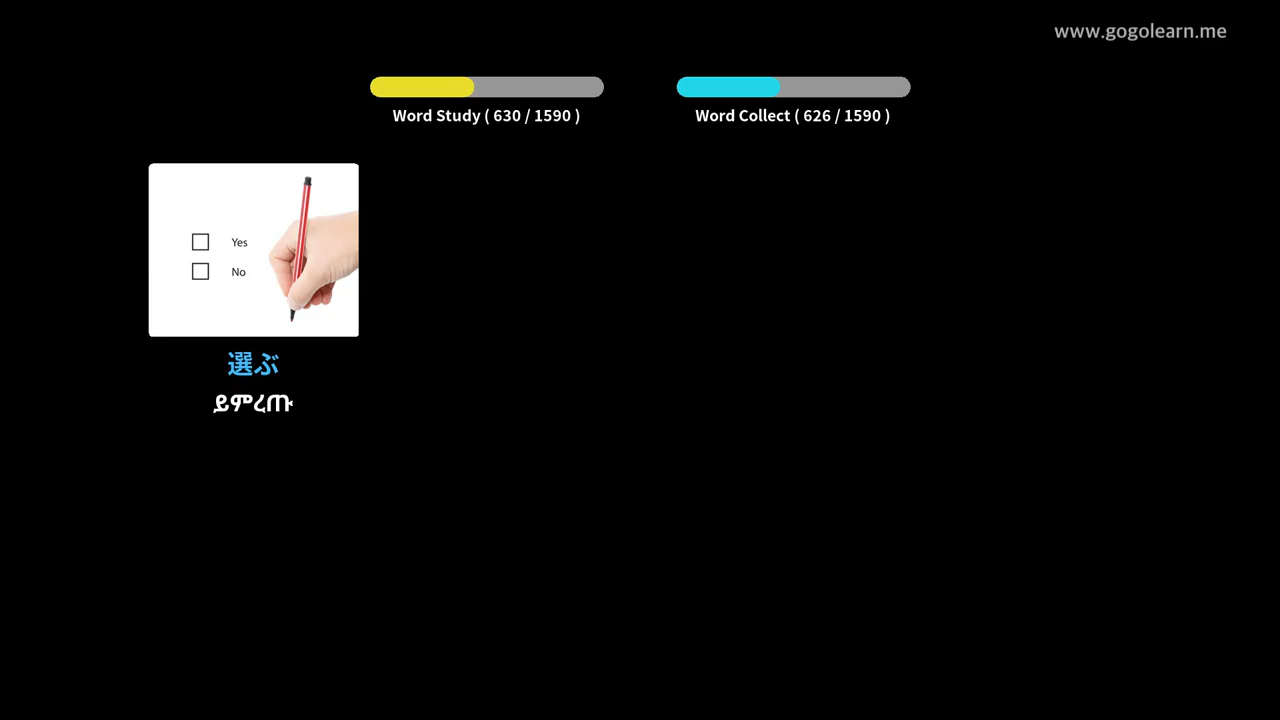 www.gogolearn.me
Word Study ( 630 / 1590 )
Word Collect ( 626 / 1590 )
Yes
No
選ぶ
ይምረጡ